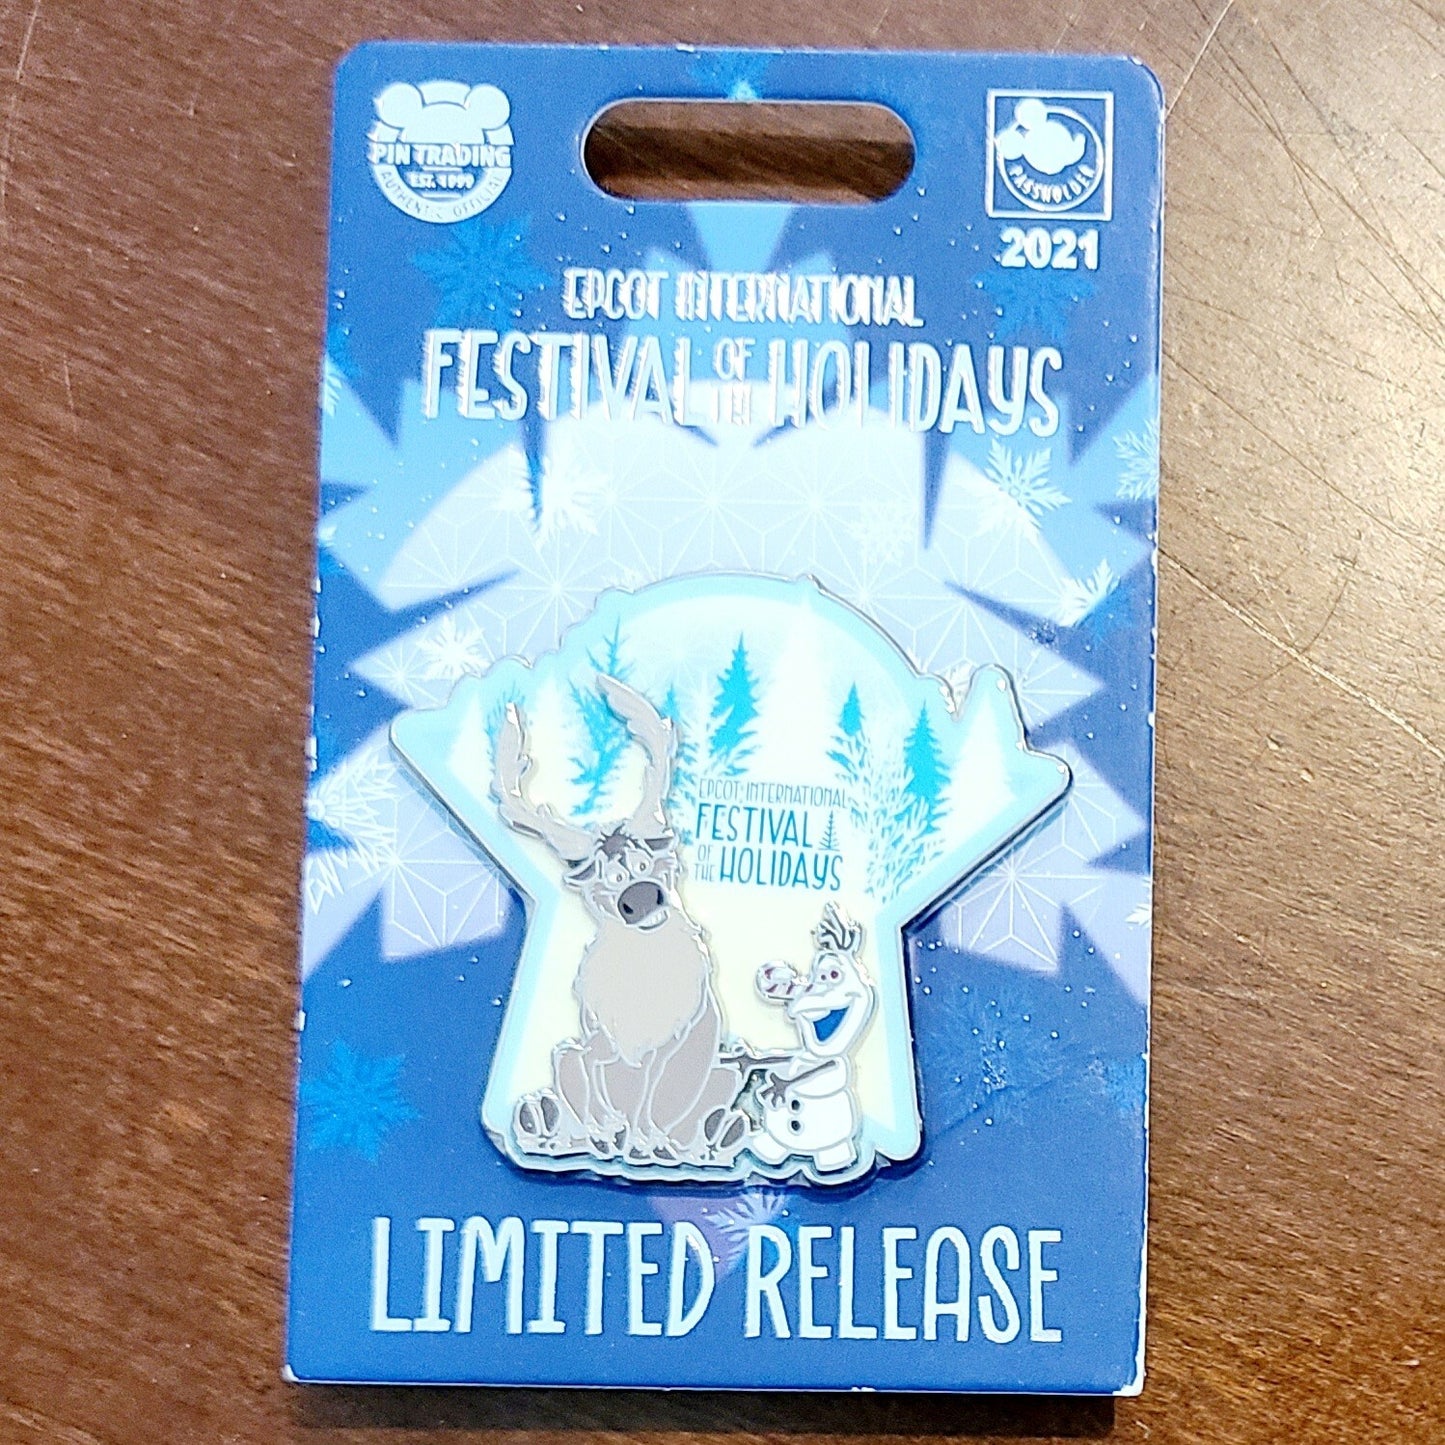 PIN TRADING
EST. 1999
AUTHENTIC OFFICIAL
PASSHOLDER
2021
EPCOT INTERNATIONAL
FESTIVAL OF THE HOLIDAYS
EPCOT INTERNATIONAL
FESTIVAL
OF THE HOLIDAYS
LIMITED RELEASE